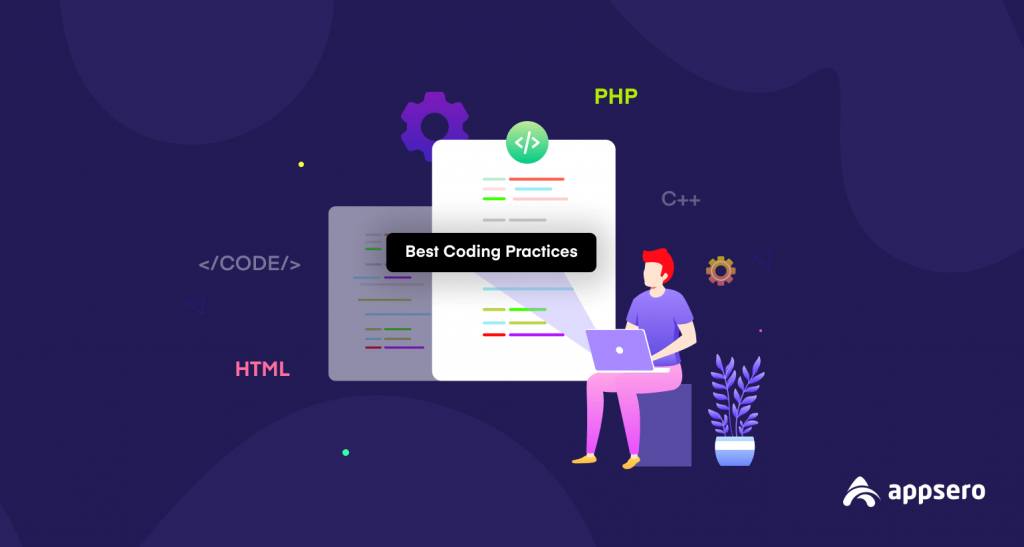 PHP
</>
C++
Best Coding Practices
</CODE/>
HTML
appsero